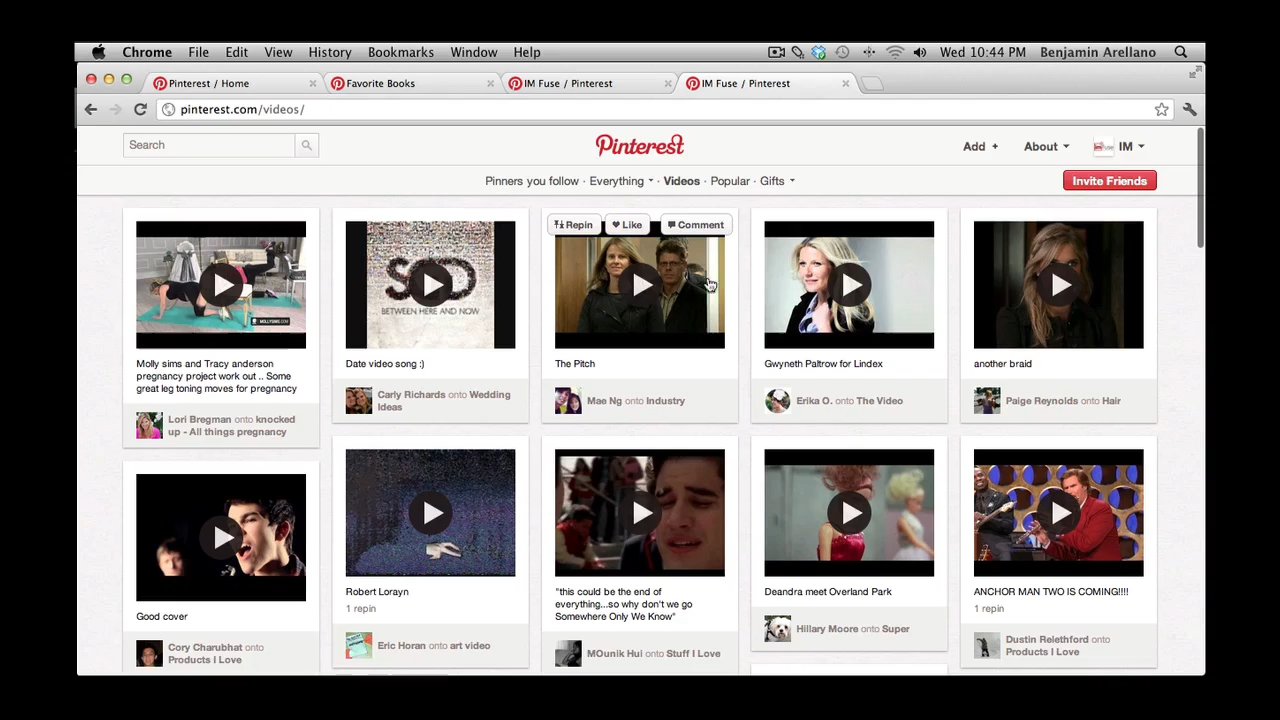 Chrome File Edit View History Bookmarks Window Help Wed 10:44 PM Benjamin Arellano
Pinterest / Home Favorite Books IM Fuse / Pinterest IM Fuse / Pinterest
pinterest.com/videos/
Search Pinterest Add + About IM
Pinners you follow · Everything · Videos · Popular · Gifts Invite Friends
Repin Like Comment
SOD
BETWEEN HERE AND NOW
Molly sims and Tracy anderson
pregnancy project work out .. Some
great leg toning moves for pregnancy
Lori Bregman onto knocked
up - All things pregnancy
Date video song :)
Carly Richards onto Wedding
Ideas
The Pitch
Mae Ng onto Industry
Gwyneth Paltrow for Lindex
Erika O. onto The Video
another braid
Paige Reynolds onto Hair
Good cover
Cory Charubhat onto
Products I Love
Robert Lorayn
1 repin
Eric Horan onto art video
"this could be the end of
everything...so why don't we go
Somewhere Only We Know"
MOunik Hui onto Stuff I Love
Deandra meet Overland Park
Hillary Moore onto Super
ANCHOR MAN TWO IS COMING!!!!
1 repin
Dustin Relethford onto
Products I Love